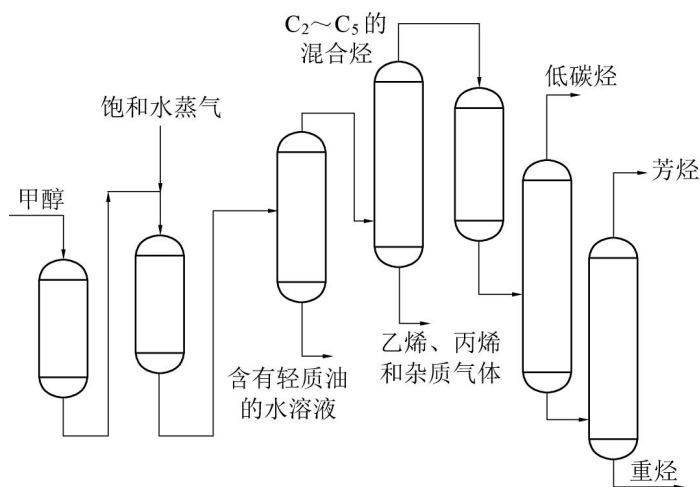 C₂～C₅的
混合烃
低碳烃
饱和水蒸气
芳烃
甲醇
乙烯、丙烯
和杂质气体
含有轻质油
的水溶液
重烃